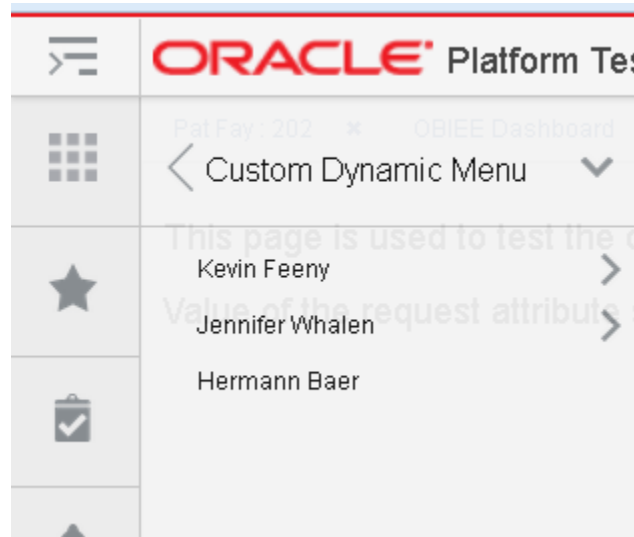 ORACLE Platform
Pat Fay : 202 × OBIEE Dashboard
Custom Dynamic Menu
This page is used to test the
Kevin Feeny
Value of the request attribute
Jennifer Whalen
Hermann Baer